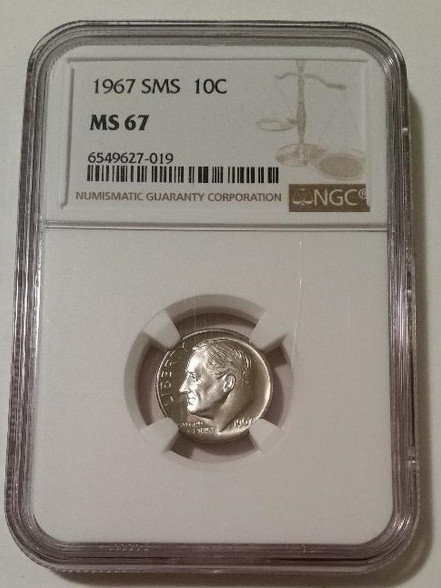 1967 SMS 10C
MS 67
6549627-019
NUMISMATIC GUARANTY CORPORATION
NGC®
LIBERTY
1967